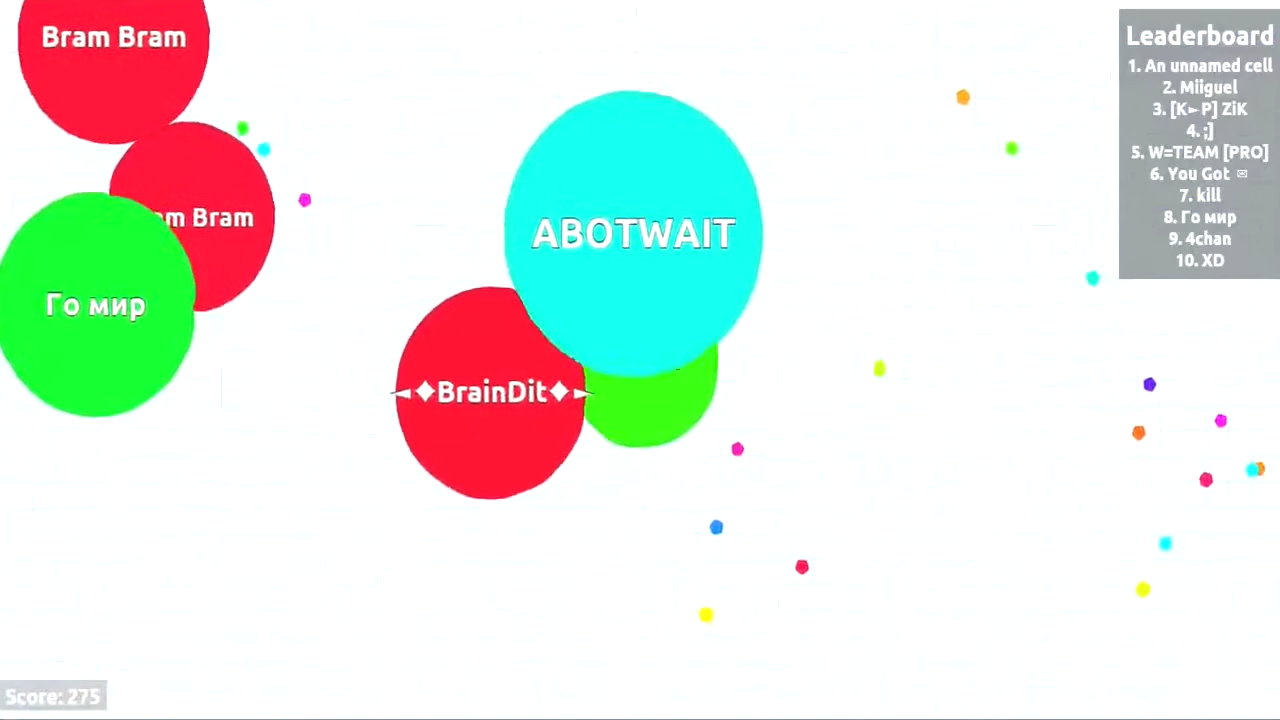 Bram Bram
am Bram
Го мир
ABOTWAIT
◄✦BrainDit✦►
Leaderboard
1. An unnamed cell
2. Miiguel
3. [K►P] ZiK
4. ;]
5. W=TEAM [PRO]
6. You Got ✉
7. kill
8. Го мир
9. 4chan
10. XD
Score: 275